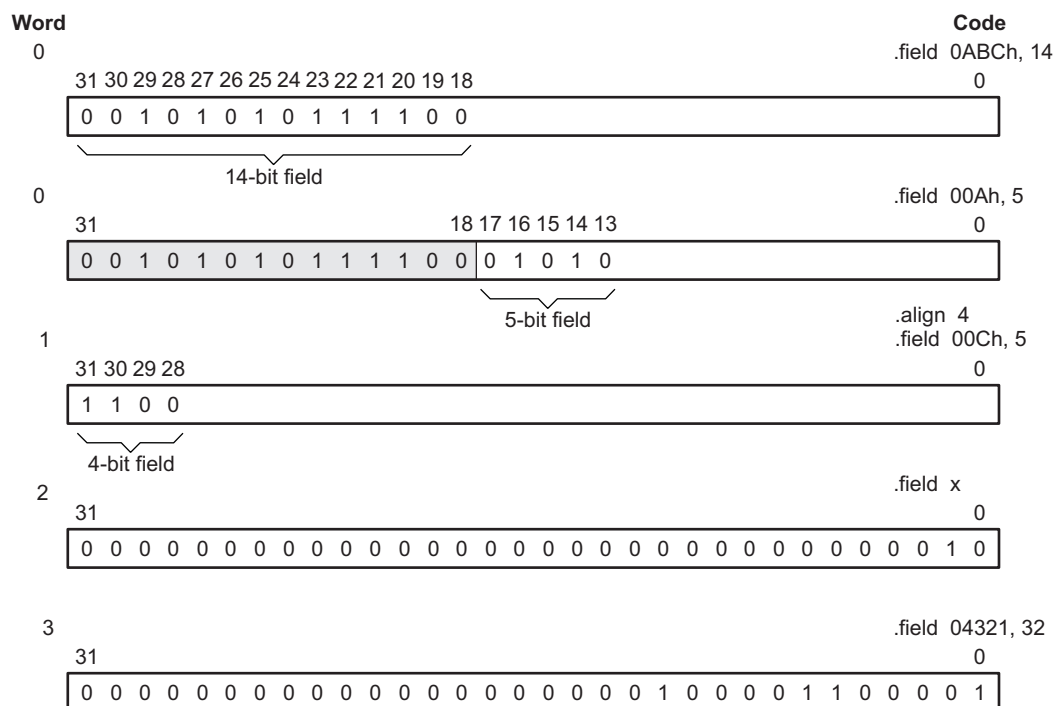 Word Code
0 .field 0ABCh, 14
31 30 29 28 27 26 25 24 23 22 21 20 19 18 0
0 0 1 0 1 0 1 0 1 1 1 1 0 0
14-bit field
0 .field 00Ah, 5
31 18 17 16 15 14 13 0
0 0 1 0 1 0 1 0 1 1 1 1 0 0 0 1 0 1 0
5-bit field
.align 4
1 .field 00Ch, 5
31 30 29 28 0
1 1 0 0
4-bit field
2 .field x
31 0
0 0 0 0 0 0 0 0 0 0 0 0 0 0 0 0 0 0 0 0 0 0 0 0 0 0 0 0 0 0 1 0
3 .field 04321, 32
31 0
0 0 0 0 0 0 0 0 0 0 0 0 0 0 0 0 0 0 0 0 1 0 0 0 0 1 1 0 0 0 0 1